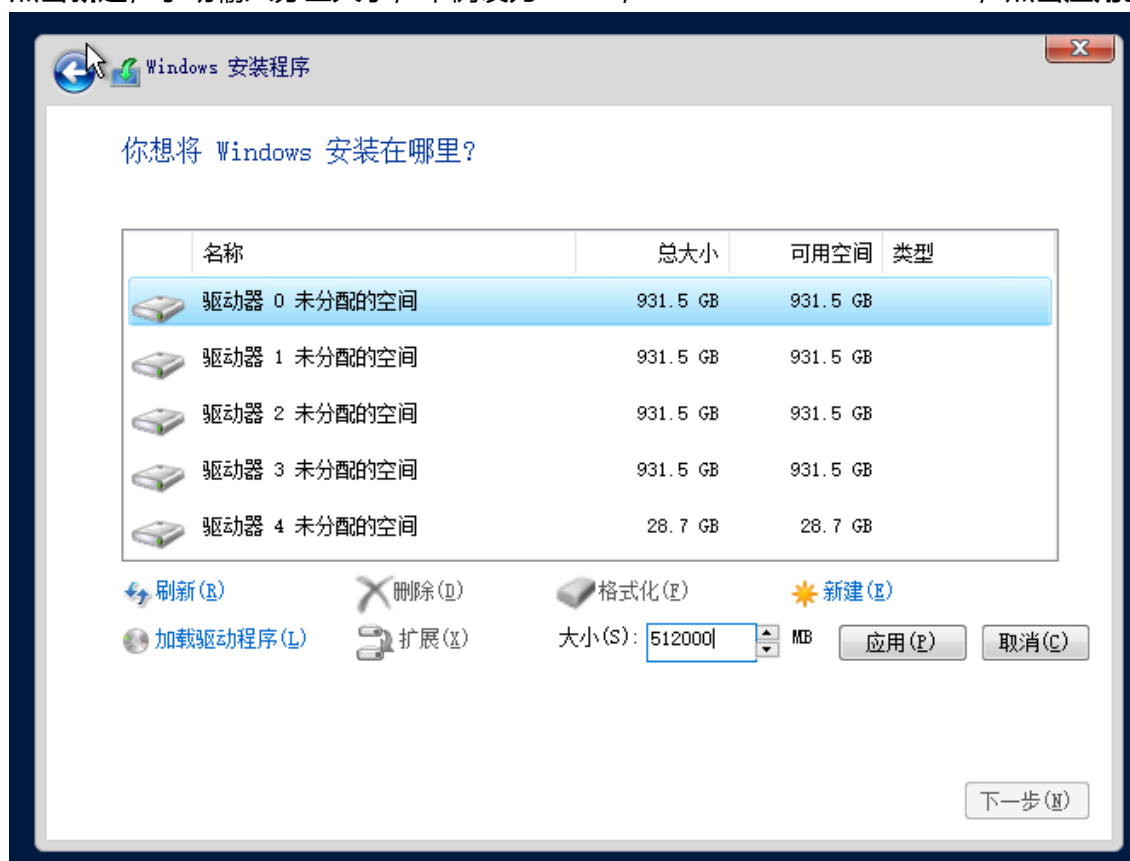 Windows 安装程序
你想将 Windows 安装在哪里?
名称 总大小 可用空间 类型
驱动器 0 未分配的空间 931.5 GB 931.5 GB
驱动器 1 未分配的空间 931.5 GB 931.5 GB
驱动器 2 未分配的空间 931.5 GB 931.5 GB
驱动器 3 未分配的空间 931.5 GB 931.5 GB
驱动器 4 未分配的空间 28.7 GB 28.7 GB
刷新(R) 删除(D) 格式化(F) 新建(E)
加载驱动程序(L) 扩展(X) 大小(S): 512000 MB 应用(P) 取消(C)
下一步(N)